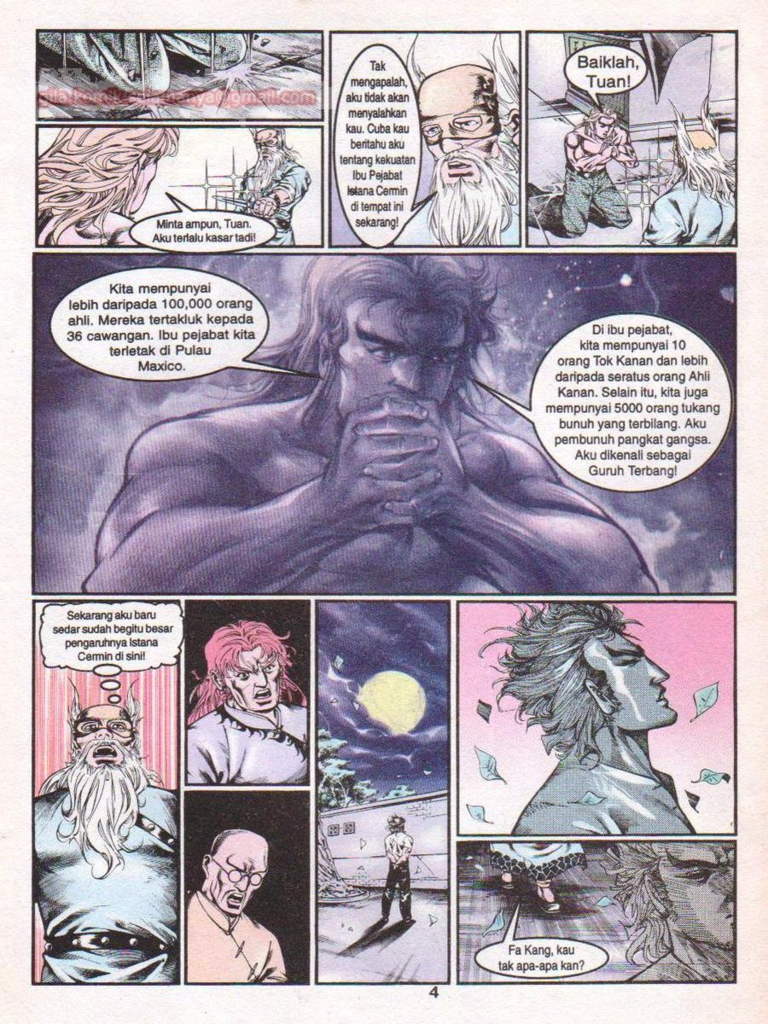 Minta ampun, Tuan.
Aku terlalu kasar tadi!
Tak
mengapalah,
aku tidak akan
menyalahkan
kau. Cuba kau
beritahu aku
tentang kekuatan
Ibu Pejabat
Istana Cermin
di tempat ini
sekarang!
Baiklah,
Tuan!
Kita mempunyai
lebih daripada 100,000 orang
ahli. Mereka tertakluk kepada
36 cawangan. Ibu pejabat kita
terletak di Pulau
Maxico.
Di ibu pejabat,
kita mempunyai 10
orang Tok Kanan dan lebih
daripada seratus orang Ahli
Kanan. Selain itu, kita juga
mempunyai 5000 orang tukang
bunuh yang terbilang. Aku
pembunuh pangkat gangsa.
Aku dikenali sebagai
Guruh Terbang!
Sekarang aku baru
sedar sudah begitu besar
pengaruhnya Istana
Cermin di sini!
Fa Kang, kau
tak apa-apa kan?
4